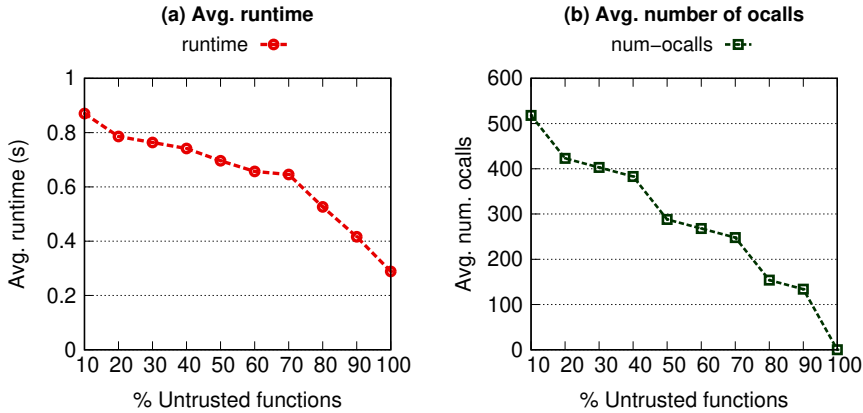 (a) Avg. runtime
runtime
Avg. runtime (s)
1
0.8
0.6
0.4
0.2
0
10 20 30 40 50 60 70 80 90 100
% Untrusted functions
(b) Avg. number of ocalls
num-ocalls
Avg. num. ocalls
600
500
400
300
200
100
0
10 20 30 40 50 60 70 80 90 100
% Untrusted functions